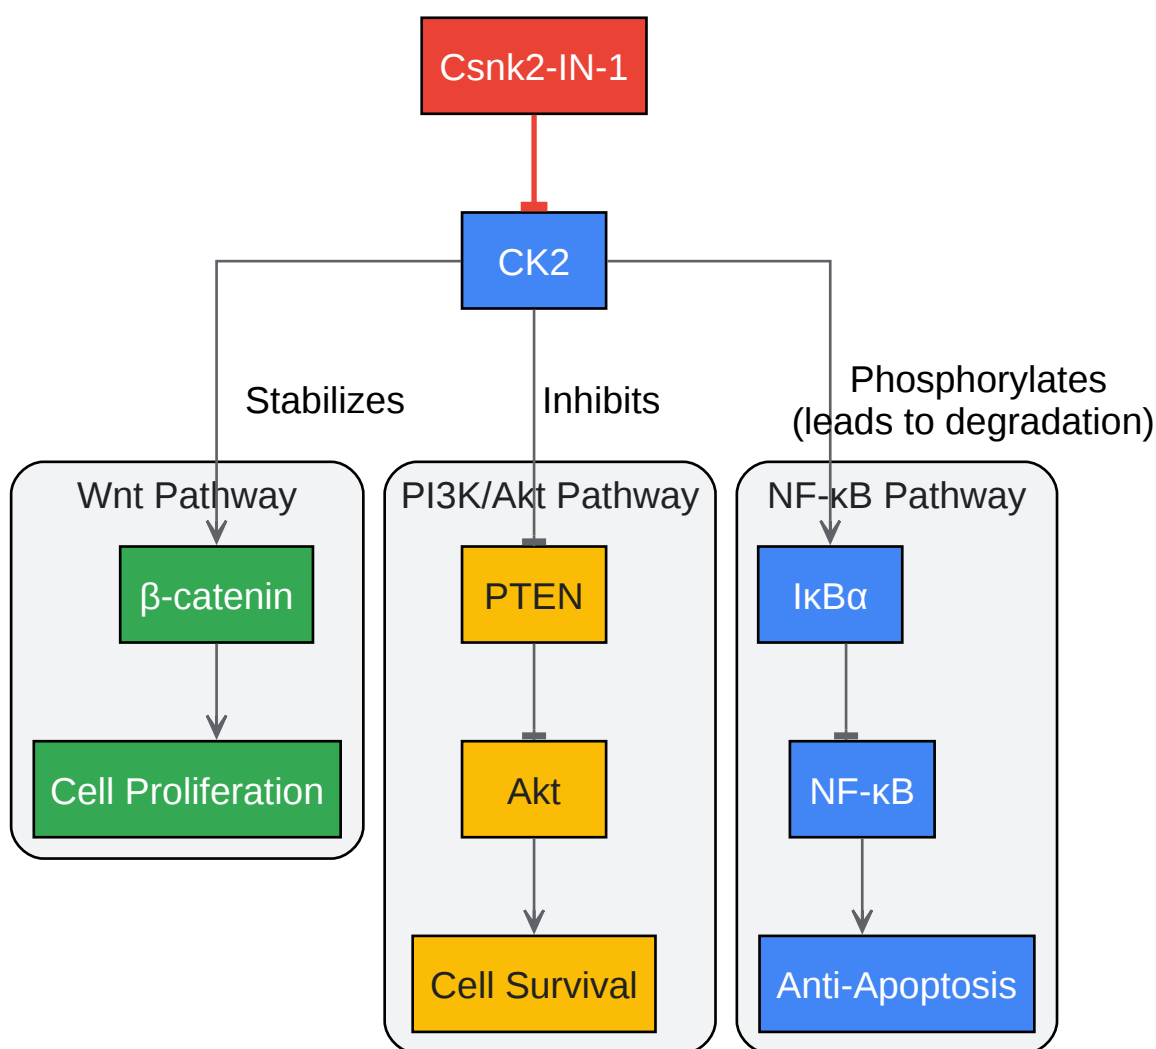 Csnk2-IN-1
CK2
Stabilizes
Inhibits
Phosphorylates
(leads to degradation)
Wnt Pathway
PI3K/Akt Pathway
NF-κB Pathway
β-catenin
PTEN
IκBα
Cell Proliferation
Akt
NF-κB
Cell Survival
Anti-Apoptosis